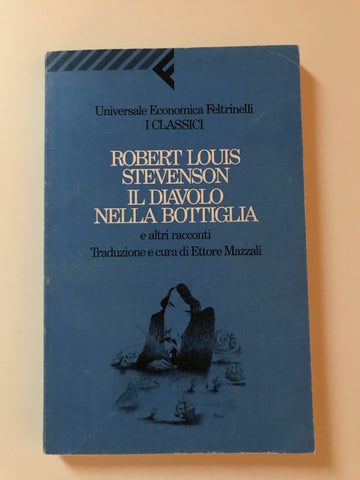 Universale Economica Feltrinelli
I CLASSICI
ROBERT LOUIS
STEVENSON
IL DIAVOLO
NELLA BOTTIGLIA
e altri racconti
Traduzione e cura di Ettore Mazzali